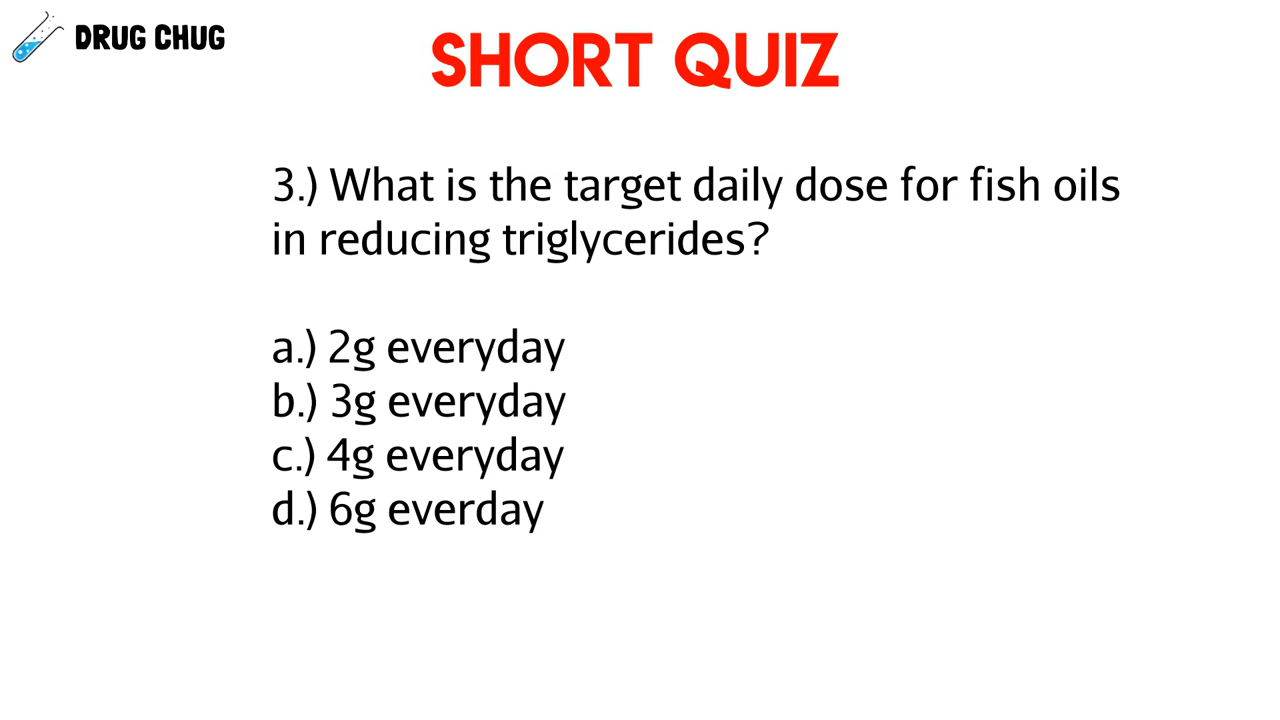 DRUG CHUG
SHORT QUIZ
3.) What is the target daily dose for fish oils
in reducing triglycerides?
a.) 2g everyday
b.) 3g everyday
c.) 4g everyday
d.) 6g everday